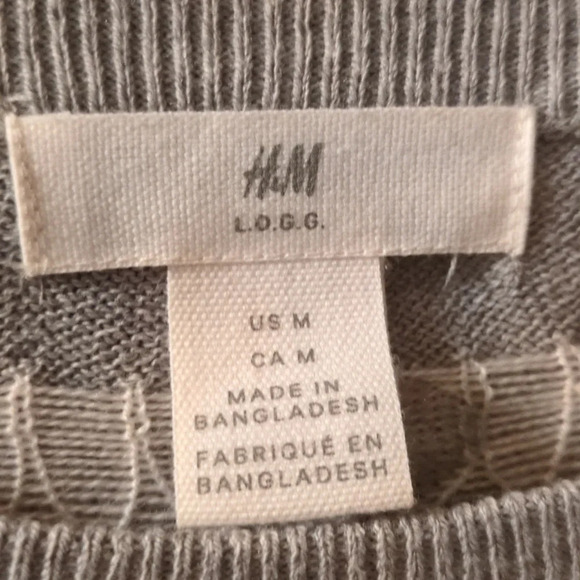 H&M
L.O.G.G.
US M
CA M
MADE IN
BANGLADESH
FABRIQUÉ EN
BANGLADESH